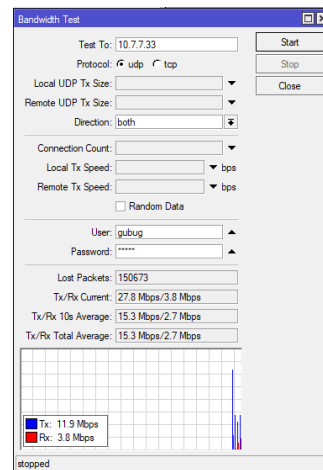 Bandwidth Test
Test To: 10.7.7.33
Start
Protocol: udp tcp
Stop
Local UDP Tx Size:
Close
Remote UDP Tx Size:
Direction: both
Connection Count:
Local Tx Speed: bps
Remote Tx Speed: bps
Random Data
User: gubug
Password: *****
Lost Packets: 150673
Tx/Rx Current: 27.8 Mbps/3.8 Mbps
Tx/Rx 10s Average: 15.3 Mbps/2.7 Mbps
Tx/Rx Total Average: 15.3 Mbps/2.7 Mbps
Tx: 11.9 Mbps
Rx: 3.8 Mbps
stopped